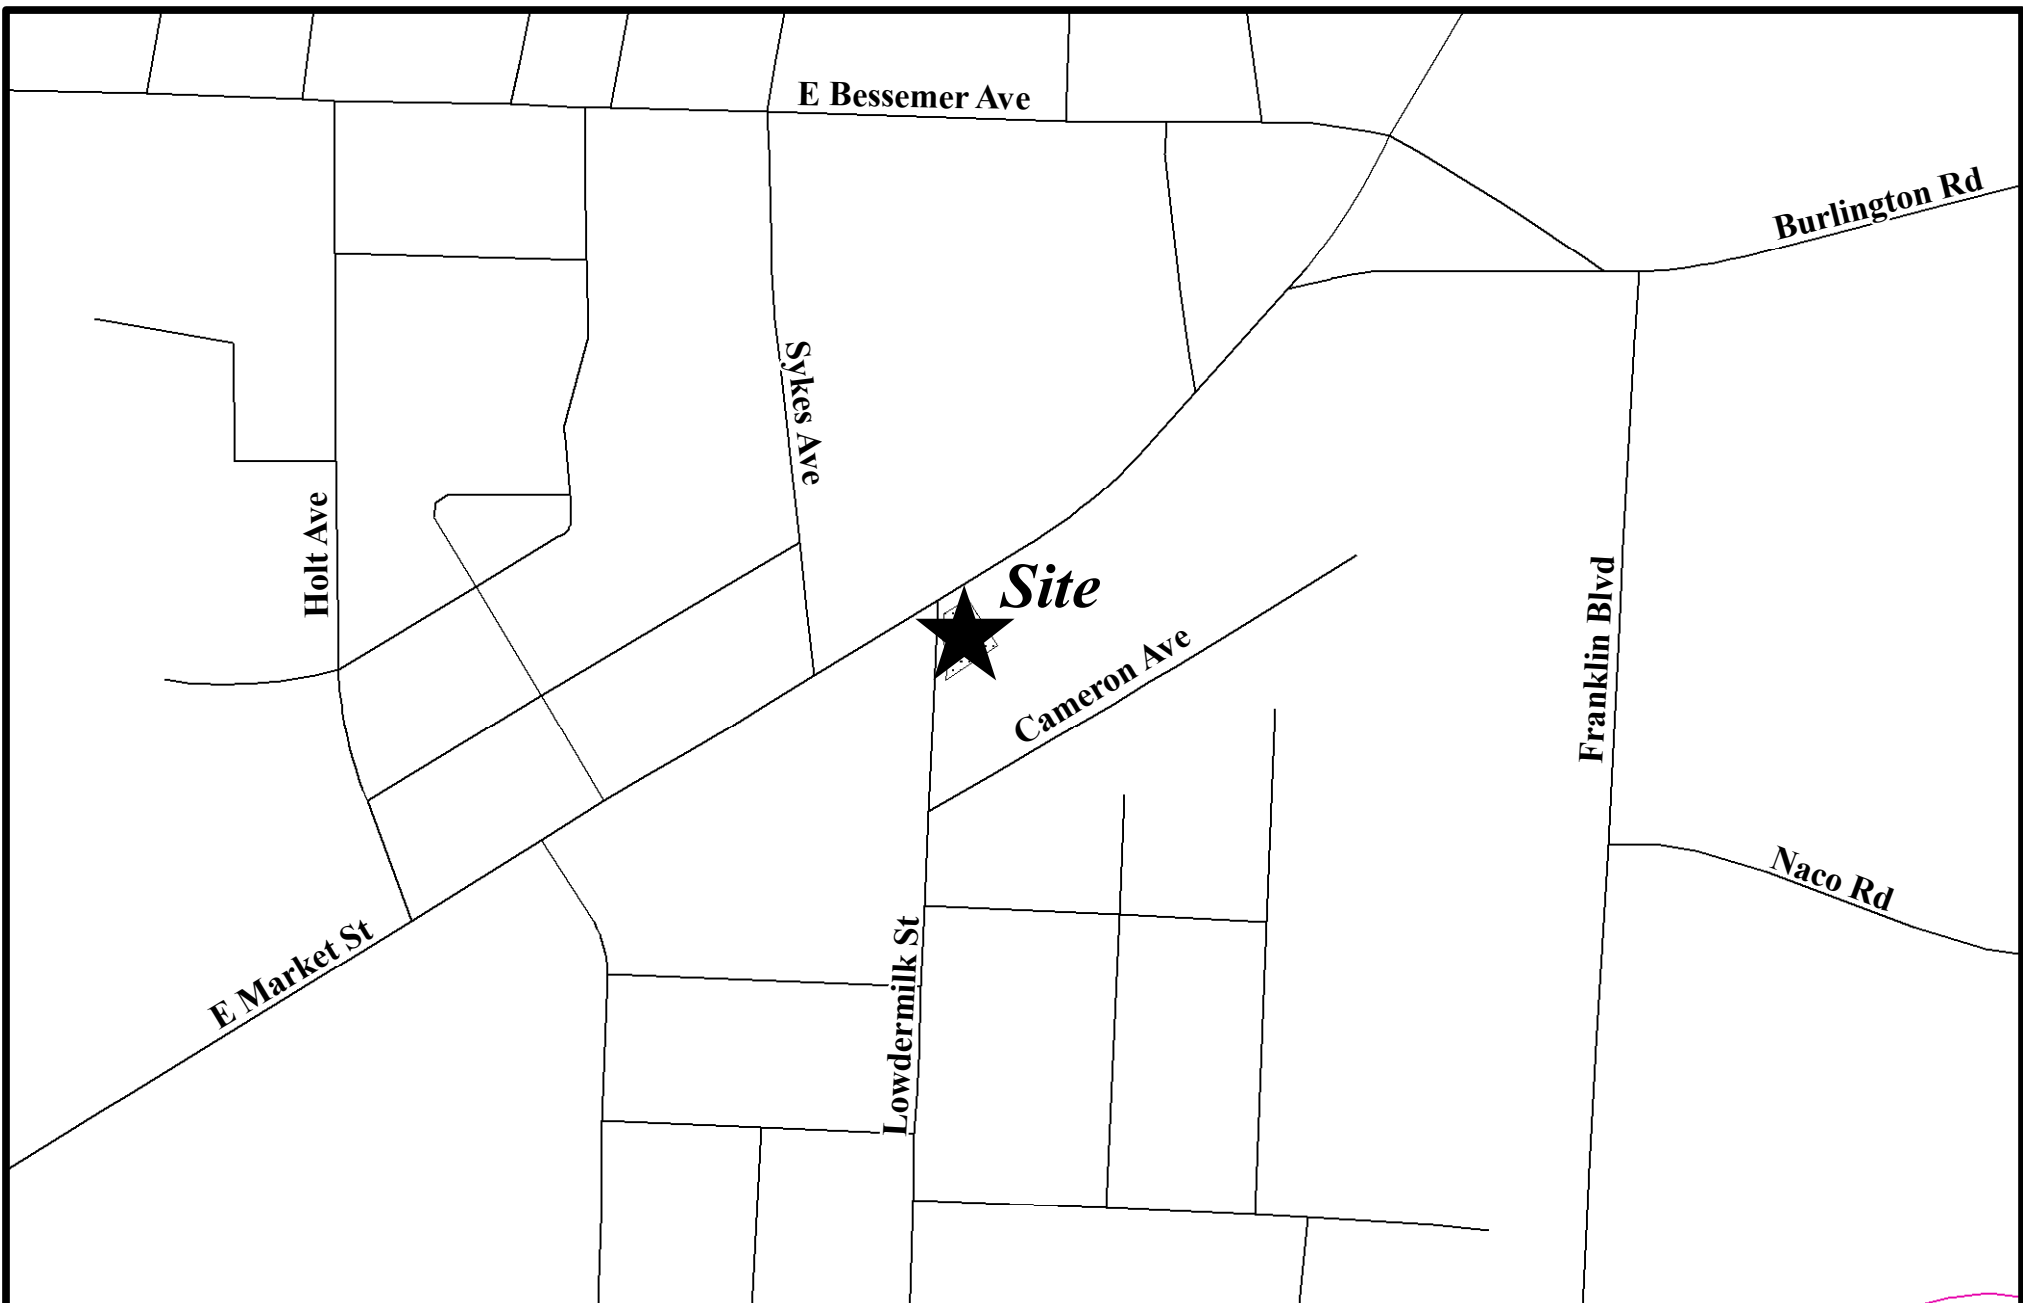 E Bessemer Ave
Burlington Rd
Sykes Ave
Holt Ave
Site
Cameron Ave
Franklin Blvd
Naco Rd
E Market St
Lowdermilk St